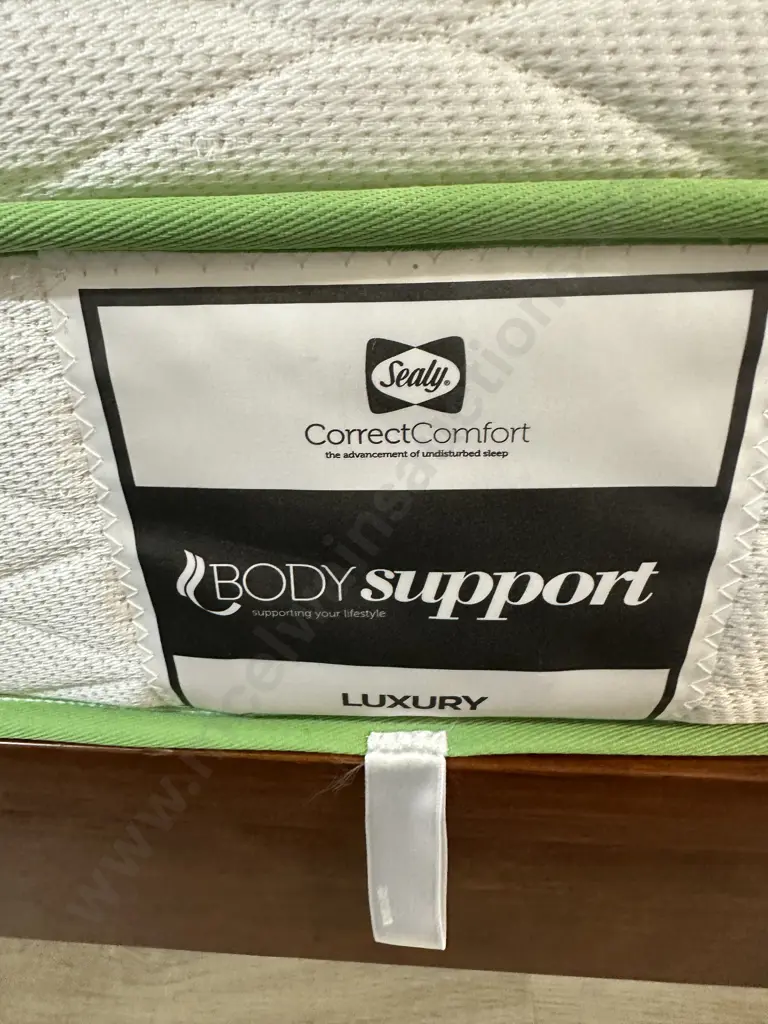 Sealy®
CorrectComfort
the advancement of undisturbed sleep
BODY support
supporting your lifestyle
LUXURY